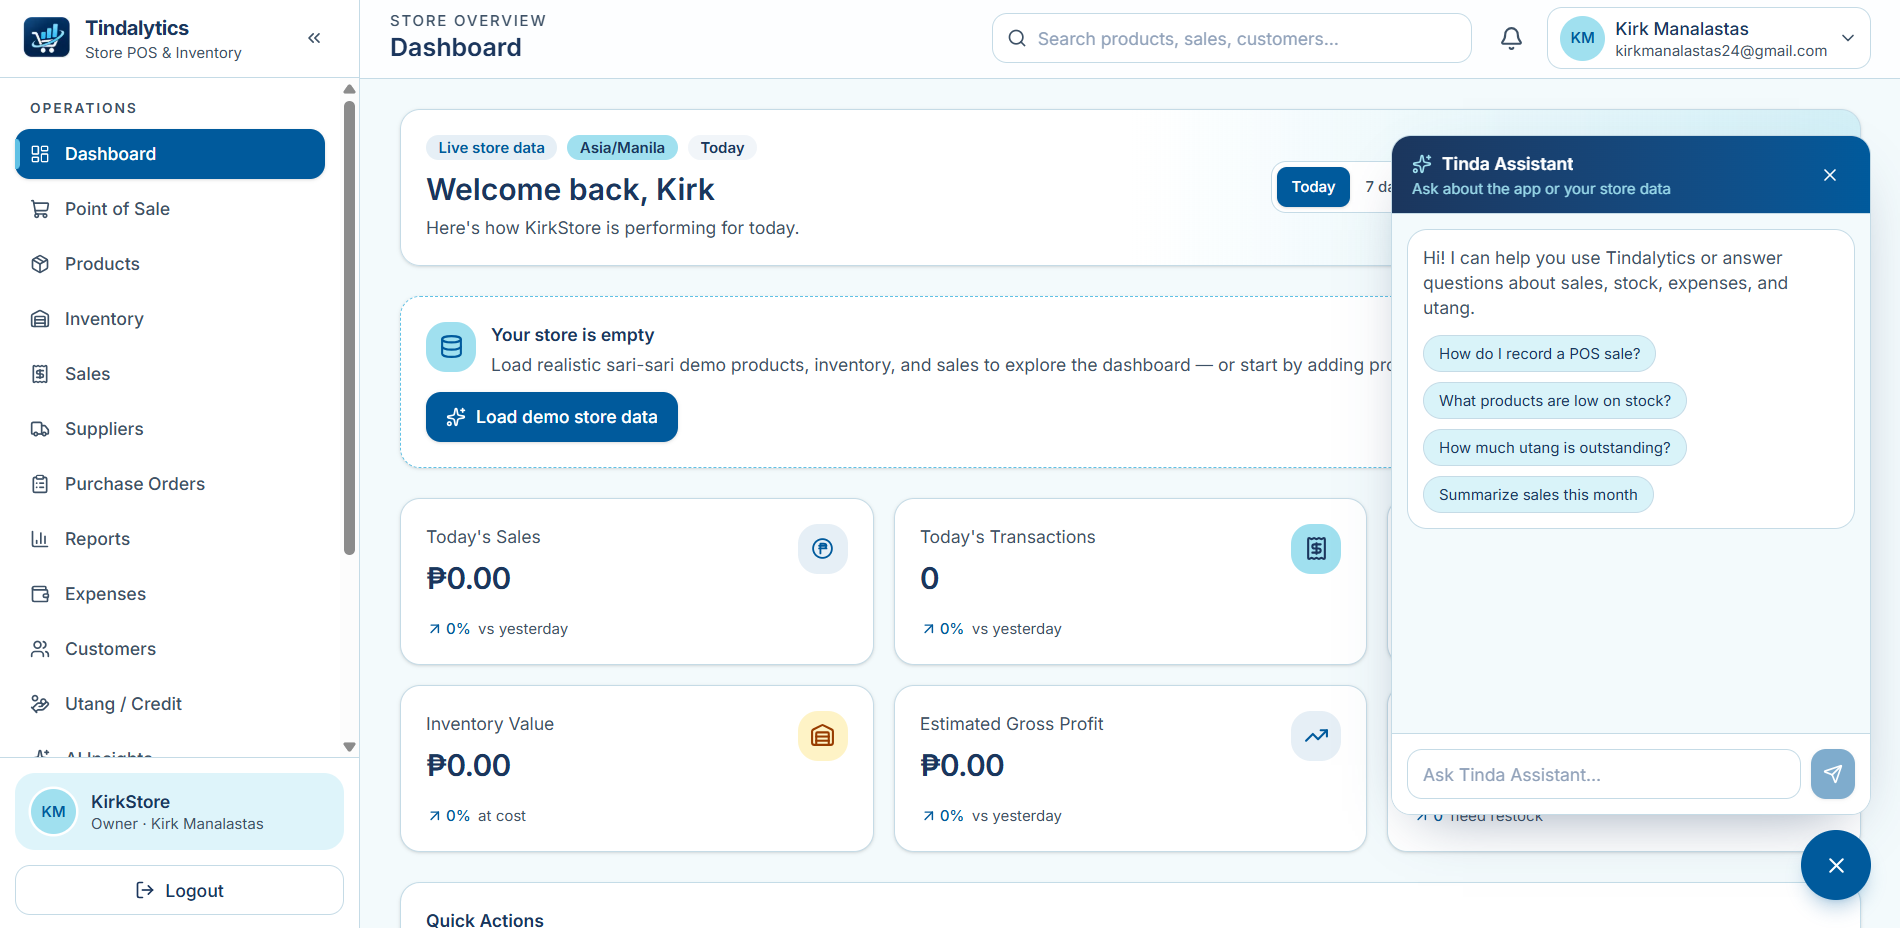 Tindalytics
Store POS & Inventory
OPERATIONS
Dashboard
Point of Sale
Products
Inventory
Sales
Suppliers
Purchase Orders
Reports
Expenses
Customers
Utang / Credit
AI Insights
KM
KirkStore
Owner · Kirk Manalastas
Logout
STORE OVERVIEW
Dashboard
Search products, sales, customers...
KM
Kirk Manalastas
kirkmanalastas24@gmail.com
Live store data
Asia/Manila
Today
Welcome back, Kirk
Here's how KirkStore is performing for today.
Today
7 da
Your store is empty
Load realistic sari-sari demo products, inventory, and sales to explore the dashboard — or start by adding pro
Load demo store data
Today's Sales
₱0.00
0% vs yesterday
Today's Transactions
0
0% vs yesterday
Inventory Value
₱0.00
0% at cost
Estimated Gross Profit
₱0.00
0% vs yesterday
0 need restock
Quick Actions
Tinda Assistant
Ask about the app or your store data
Hi! I can help you use Tindalytics or answer
questions about sales, stock, expenses, and
utang.
How do I record a POS sale?
What products are low on stock?
How much utang is outstanding?
Summarize sales this month
Ask Tinda Assistant...